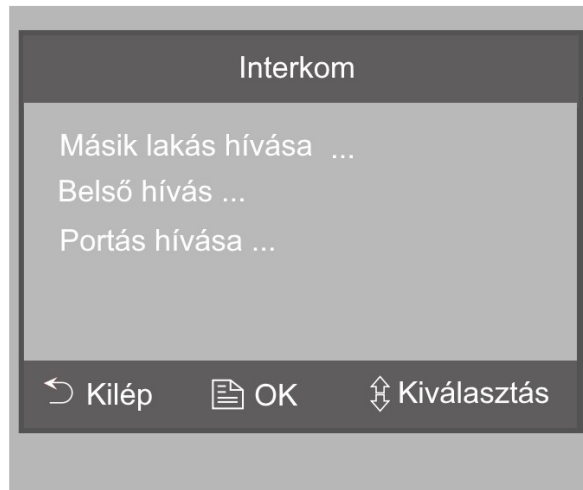 Interkom
Másik lakás hívása ...
Belső hívás ...
Portás hívása ...
Kilép OK Kiválasztás